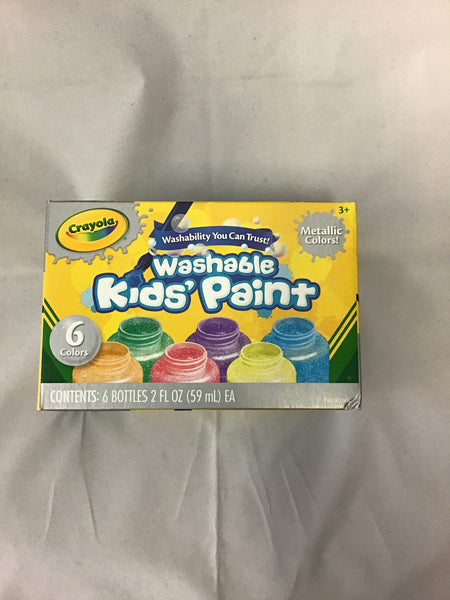 Crayola
3+
Washability You Can Trust!
Metallic
Colors!
Washable
Kids' Paint
6
Colors
CONTENTS: 6 BOTTLES 2 FL OZ (59 mL) EA